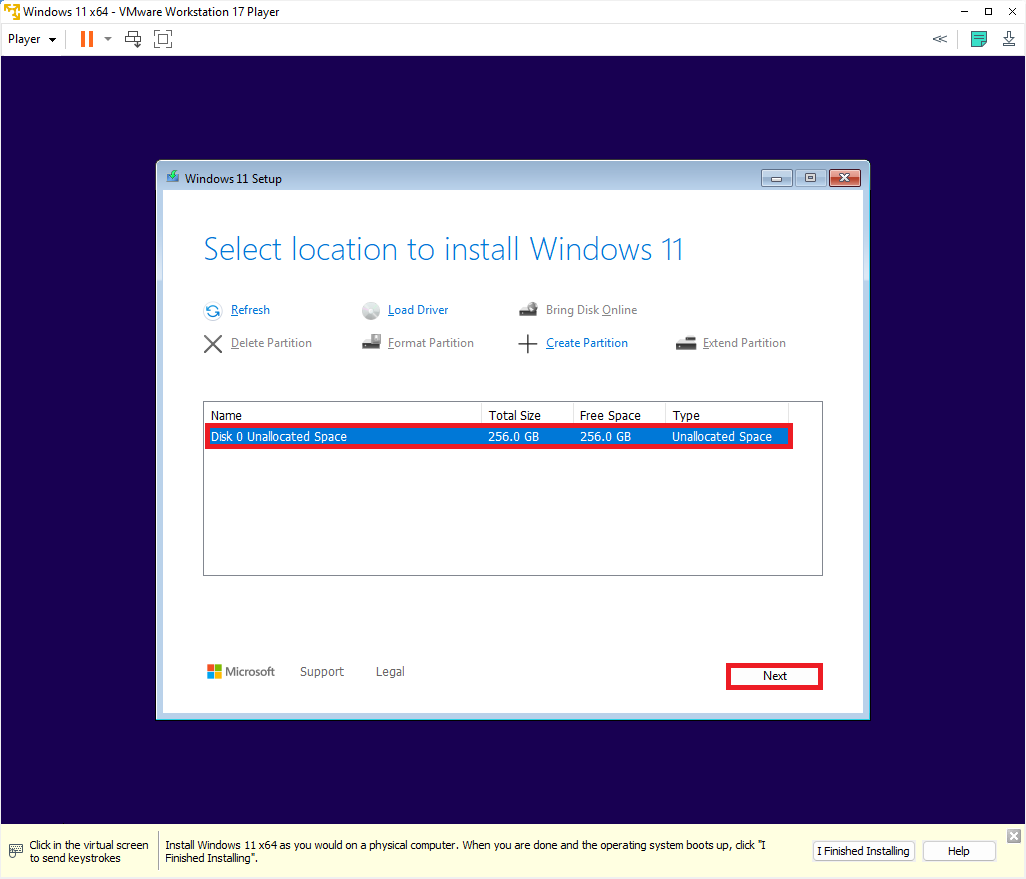 Windows 11 x64 - VMware Workstation 17 Player
Player
Windows 11 Setup
Select location to install Windows 11
Refresh Load Driver Bring Disk Online
Delete Partition Format Partition Create Partition Extend Partition
Name Total Size Free Space Type
Disk 0 Unallocated Space 256.0 GB 256.0 GB Unallocated Space
Microsoft Support Legal
Next
Click in the virtual screen
to send keystrokes
Install Windows 11 x64 as you would on a physical computer. When you are done and the operating system boots up, click "I
Finished Installing".
I Finished Installing Help